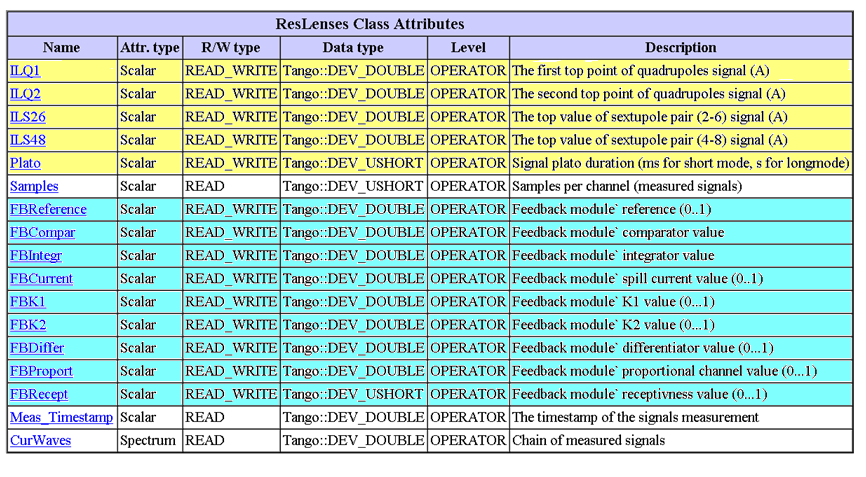 ResLenses Class Attributes
Name Attr. type R/W type Data type Level Description
ILQ1 Scalar READ_WRITE Tango::DEV_DOUBLE OPERATOR The first top point of quadrupoles signal (A)
ILQ2 Scalar READ_WRITE Tango::DEV_DOUBLE OPERATOR The second top point of quadrupoles signal (A)
ILS26 Scalar READ_WRITE Tango::DEV_DOUBLE OPERATOR The top value of sextupole pair (2-6) signal (A)
ILS48 Scalar READ_WRITE Tango::DEV_DOUBLE OPERATOR The top value of sextupole pair (4-8) signal (A)
Plato Scalar READ_WRITE Tango::DEV_USHORT OPERATOR Signal plato duration (ms for short mode, s for longmode)
Samples Scalar READ Tango::DEV_USHORT OPERATOR Samples per channel (measured signals)
FBReference Scalar READ_WRITE Tango::DEV_DOUBLE OPERATOR Feedback module` reference (0..1)
FBCompar Scalar READ_WRITE Tango::DEV_DOUBLE OPERATOR Feedback module` comparator value
FBIntegr Scalar READ_WRITE Tango::DEV_DOUBLE OPERATOR Feedback module` integrator value
FBCurrent Scalar READ_WRITE Tango::DEV_DOUBLE OPERATOR Feedback module` spill current value (0..1)
FBK1 Scalar READ_WRITE Tango::DEV_DOUBLE OPERATOR Feedback module` K1 value (0...1)
FBK2 Scalar READ_WRITE Tango::DEV_DOUBLE OPERATOR Feedback module` K2 value (0...1)
FBDiffer Scalar READ_WRITE Tango::DEV_DOUBLE OPERATOR Feedback module` differentiator value (0...1)
FBProport Scalar READ_WRITE Tango::DEV_DOUBLE OPERATOR Feedback module` proportional channel value (0...1)
FBRecept Scalar READ_WRITE Tango::DEV_USHORT OPERATOR Feedback module` receptivness value (0...1)
Meas_Timestamp Scalar READ Tango::DEV_DOUBLE OPERATOR The timestamp of the signals measurement
CurWaves Spectrum READ Tango::DEV_DOUBLE OPERATOR Chain of measured signals